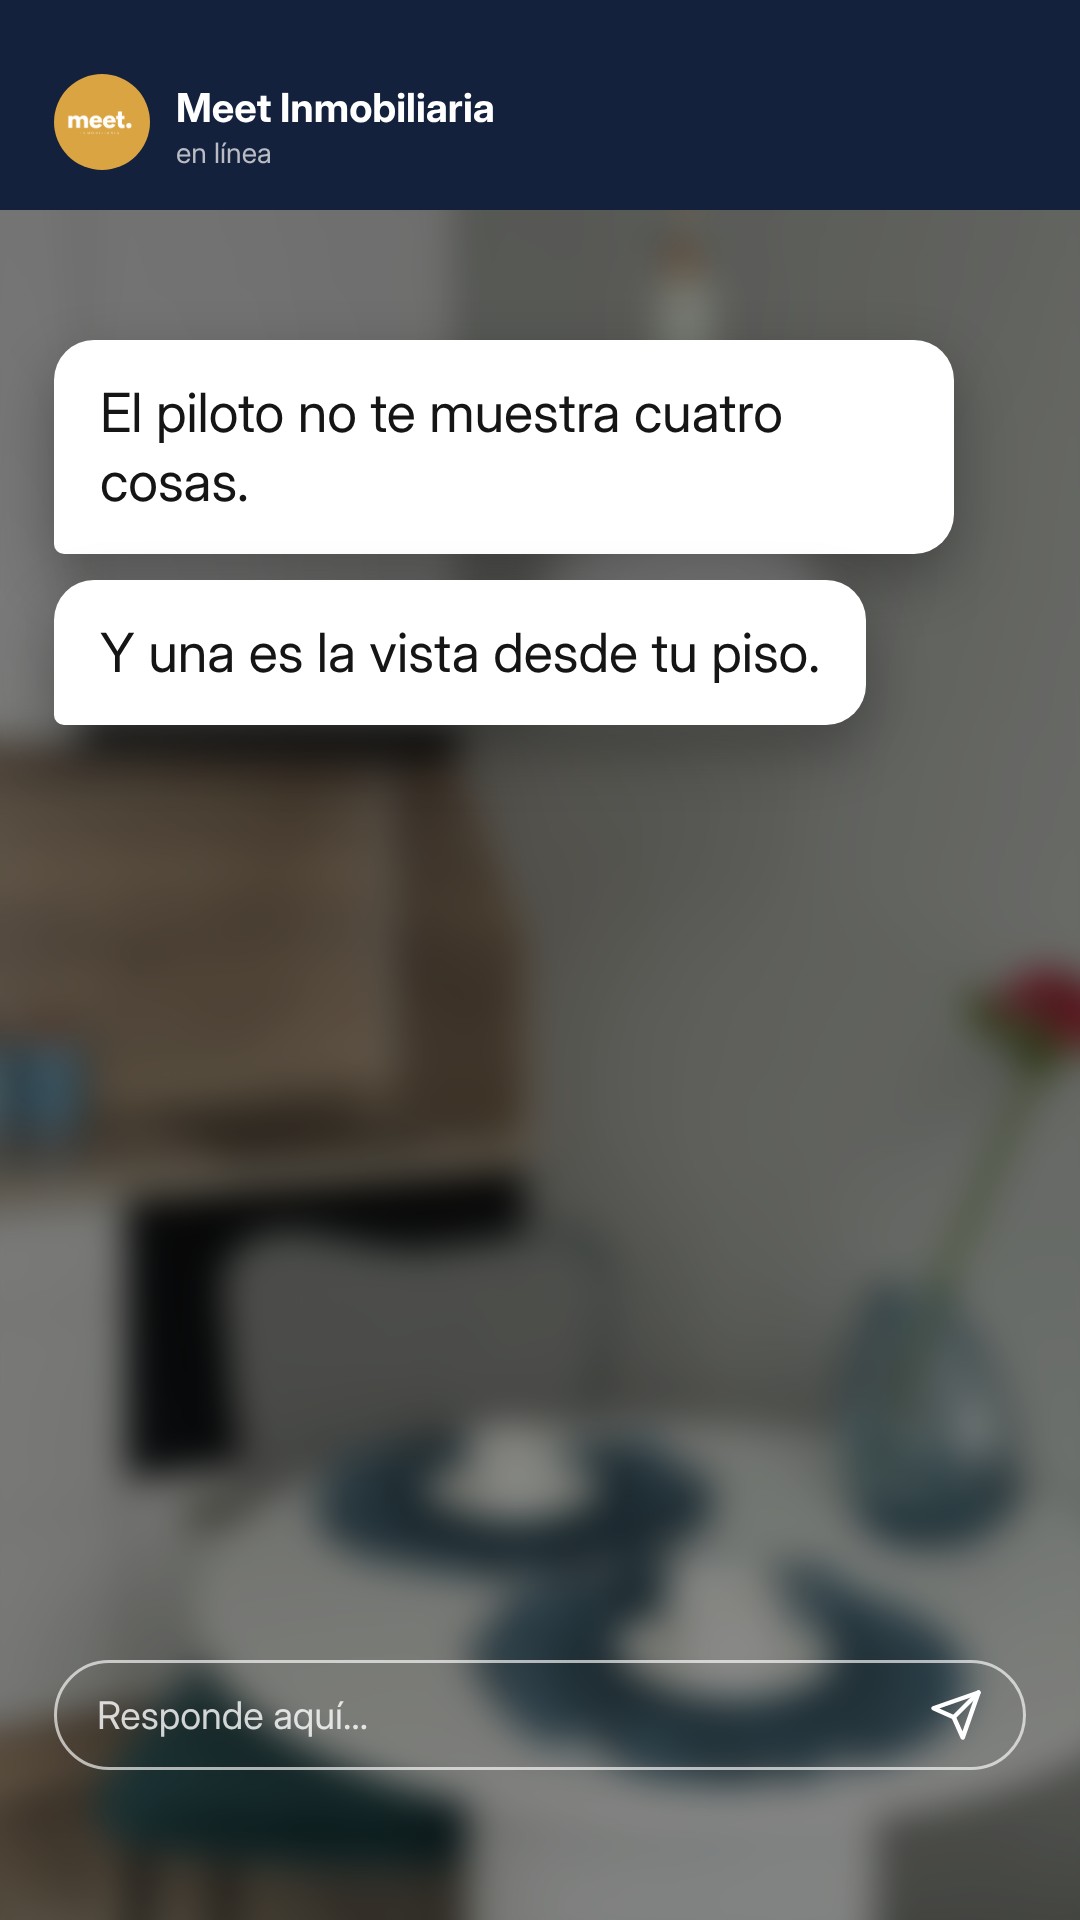 meet.
Meet Inmobiliaria
en línea
El piloto no te muestra cuatro
cosas.
Y una es la vista desde tu piso.
Responde aquí...